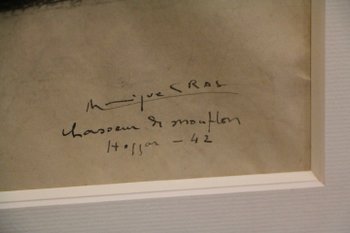 Monique CRAS
chasseur de mouflon
Hoggar - 42